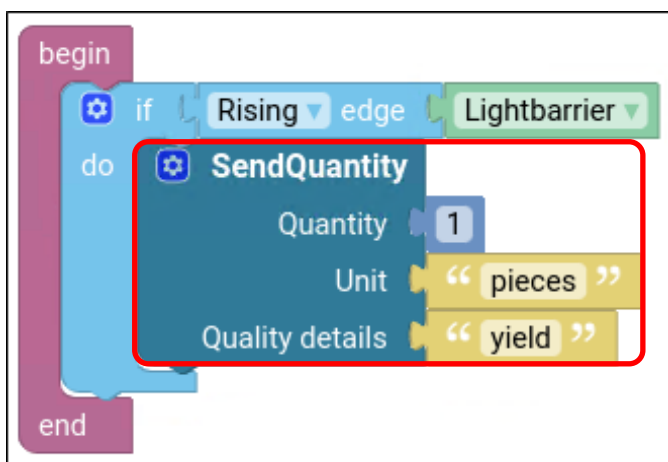 begin
if Rising edge Lightbarrier
do SendQuantity
Quantity 1
Unit “ pieces ”
Quality details “ yield ”
end